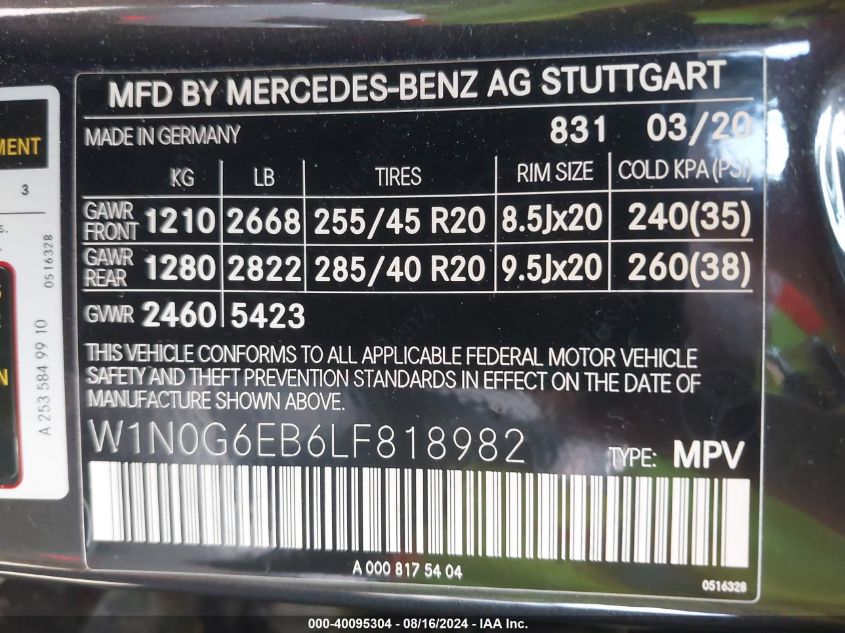 MFD BY MERCEDES-BENZ AG STUTTGART
MADE IN GERMANY 831 03/20
KG LB TIRES RIM SIZE COLD KPA (PSI)
GAWR FRONT 1210 2668 255/45 R20 8.5Jx20 240(35)
GAWR REAR 1280 2822 285/40 R20 9.5Jx20 260(38)
GVWR 2460 5423
THIS VEHICLE CONFORMS TO ALL APPLICABLE FEDERAL MOTOR VEHICLE
SAFETY AND THEFT PREVENTION STANDARDS IN EFFECT ON THE DATE OF
MANUFACTURE SHOWN ABOVE.
W1N0G6EB6LF818982 TYPE: MPV
A 000 817 54 04
0516328
MENT
3
s.
S
N
A 253 584 99 10 0516328
000-40095304 - 08/16/2024 - IAA Inc.